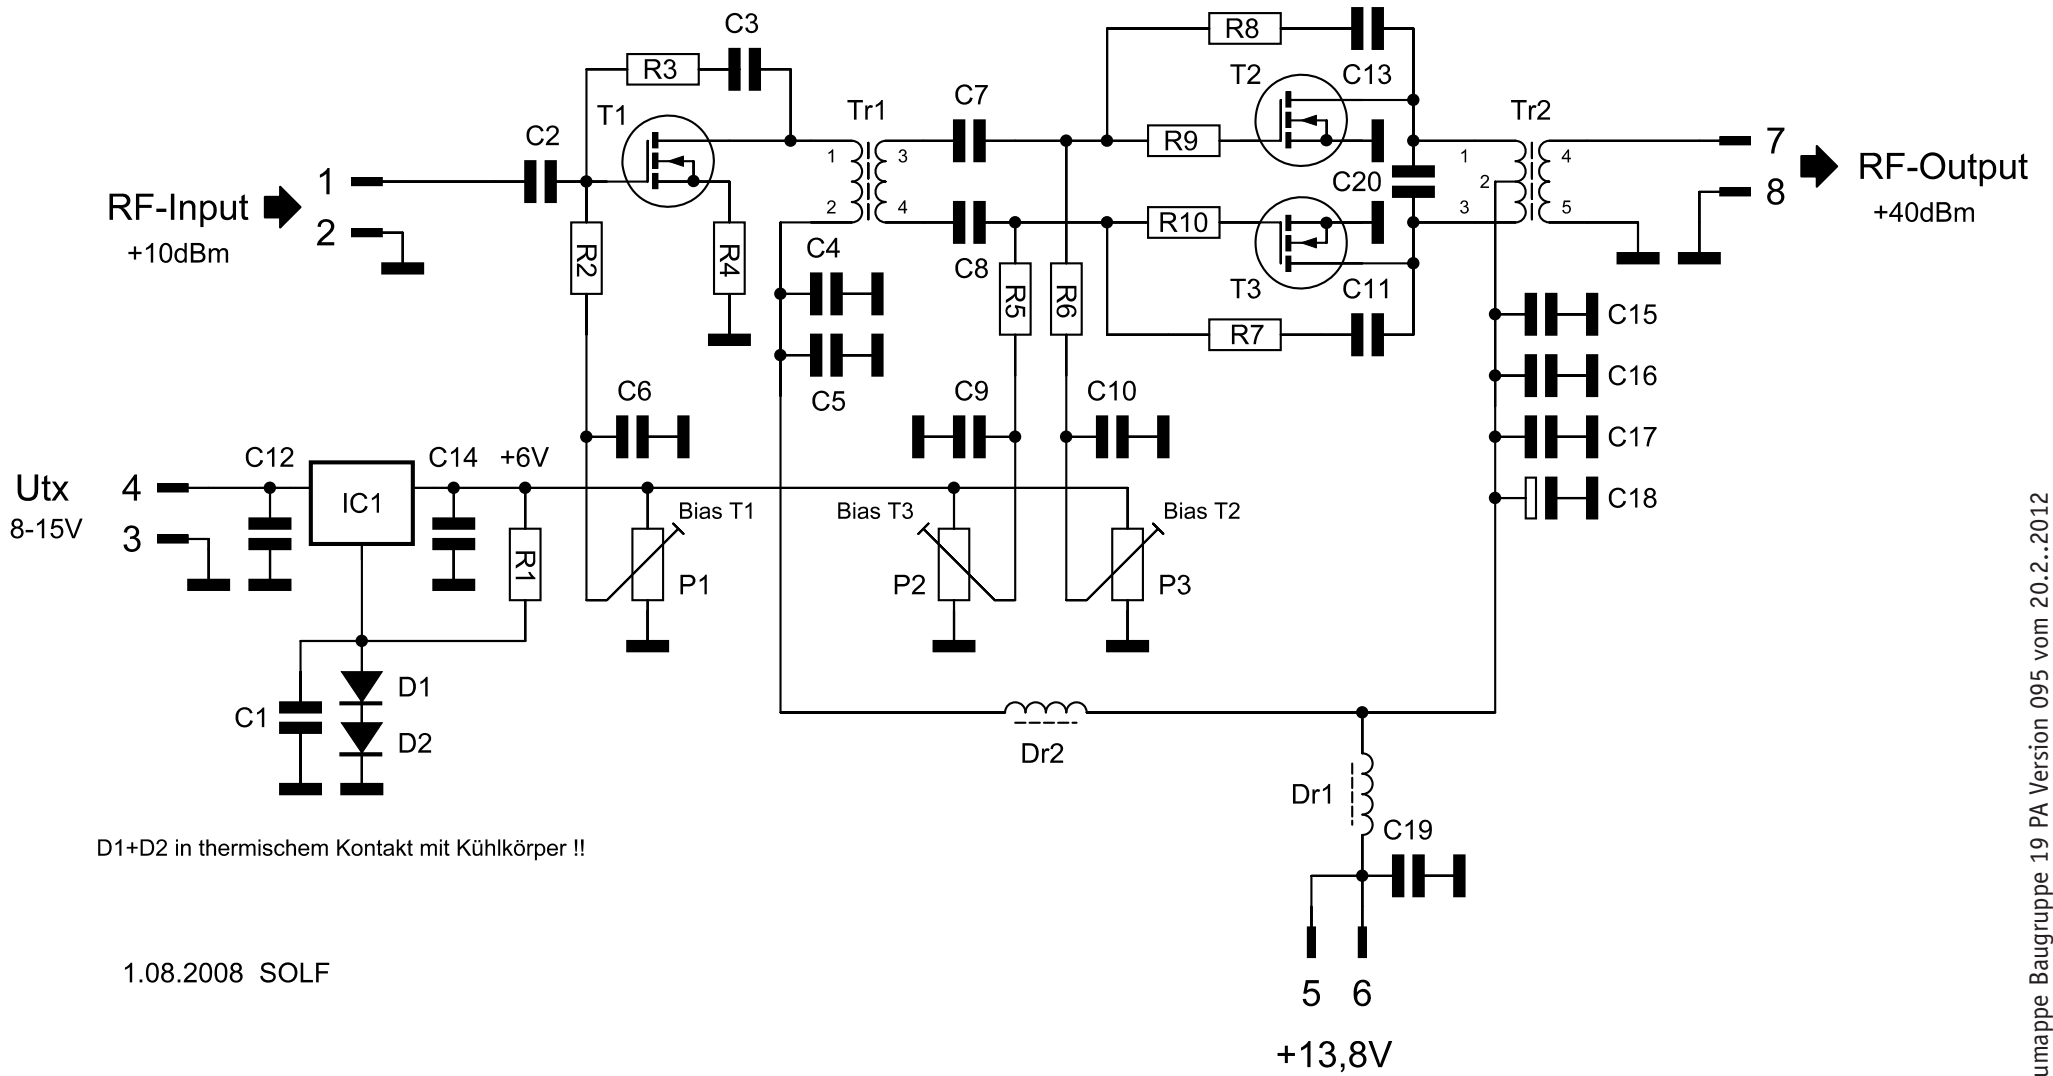 C3
R8
R3
C13
T1
T2
C7
Tr1
Tr2
C2
1
3
R9
1
4
7
RF-Input
+10dBm
1
2
2
4
C20
2
3
5
8
RF-Output
+40dBm
R2
R4
C4
C8
R10
T3
C11
R5
R6
R7
C15
C5
C16
C6
C9
C10
C17
C12
C14
+6V
Utx
8-15V
4
3
IC1
C18
Bias T1
Bias T3
Bias T2
R1
P1
P2
P3
D1
C1
D2
Dr2
Dr1
C19
D1+D2 in thermischem Kontakt mit Kühlkörper !!
1.08.2008 SOLF
5
6
+13,8V
umappe Baugruppe 19 PA Version 095 vom 20.2..2012